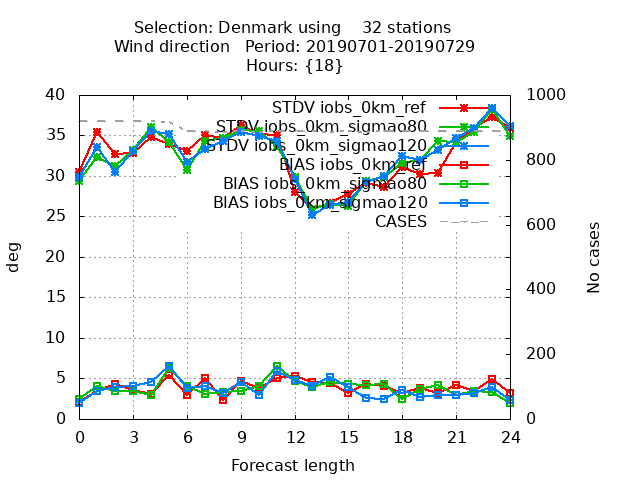 Selection: Denmark using    32 stations
Wind direction   Period: 20190701-20190729
Hours: {18}
40
35
30
25
20
15
10
5
0
deg
1000
800
600
400
200
0
No cases
STDV iobs_0km_ref
STDV iobs_0km_sigmao80
STDV iobs_0km_sigmao120
BIAS iobs_0km_ref
BIAS iobs_0km_sigmao80
BIAS iobs_0km_sigmao120
CASES
0 3 6 9 12 15 18 21 24
Forecast length